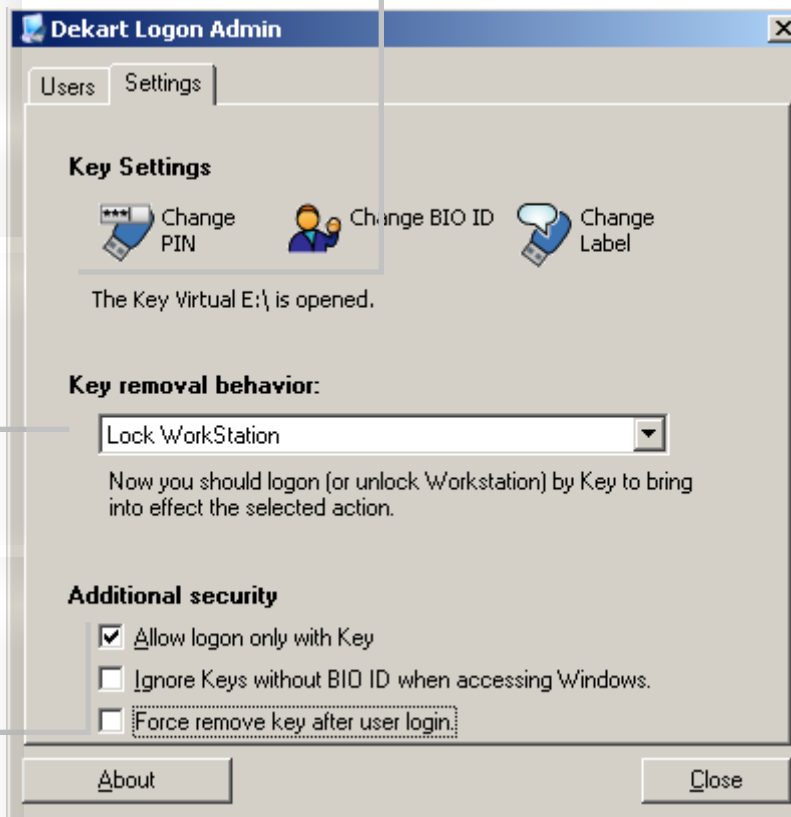 Dekart Logon Admin
Users Settings
Key Settings
Change PIN
Change BIO ID
Change Label
The Key Virtual E:\ is opened.
Key removal behavior:
Lock WorkStation
Now you should logon (or unlock Workstation) by Key to bring
into effect the selected action.
Additional security
Allow logon only with Key
Ignore Keys without BIO ID when accessing Windows.
Force remove key after user login.
About Close